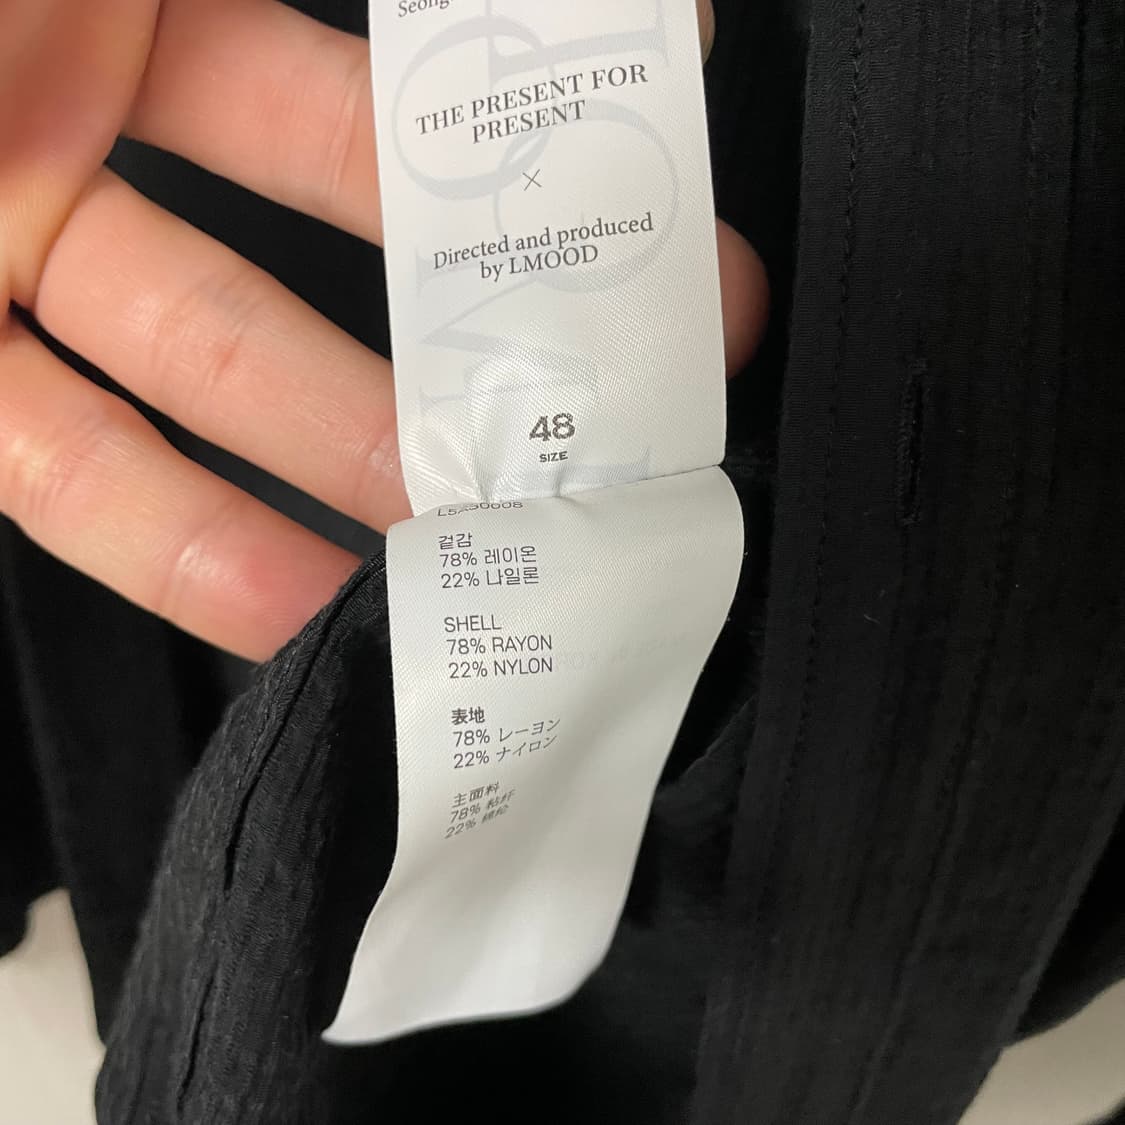 THE PRESENT FOR
PRESENT
×
Directed and produced
by LMOOD
48
SIZE
겉감
78% 레이온
22% 나일론
SHELL
78% RAYON
22% NYLON
表地
78% レーヨン
22% ナイロン
主面料
78% 粘纤
22%